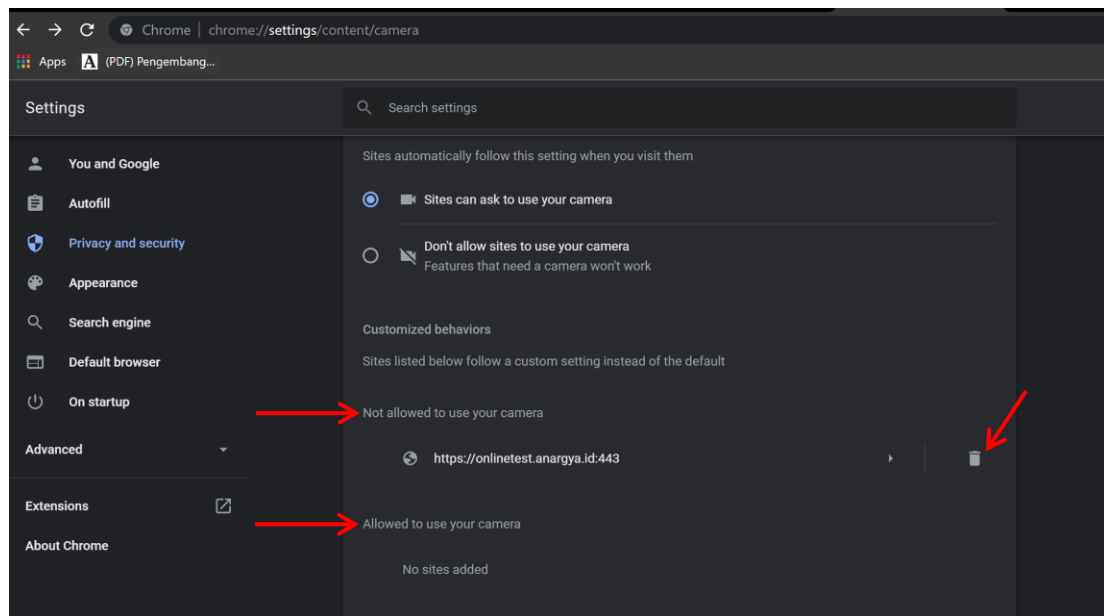 Chrome | chrome://settings/content/camera
Apps A (PDF) Pengembang...
Settings
Search settings
You and Google
Autofill
Privacy and security
Appearance
Search engine
Default browser
On startup
Advanced
Extensions
About Chrome
Sites automatically follow this setting when you visit them
Sites can ask to use your camera
Don't allow sites to use your camera
Features that need a camera won't work
Customized behaviors
Sites listed below follow a custom setting instead of the default
Not allowed to use your camera
https://onlinetest.anargya.id:443
Allowed to use your camera
No sites added